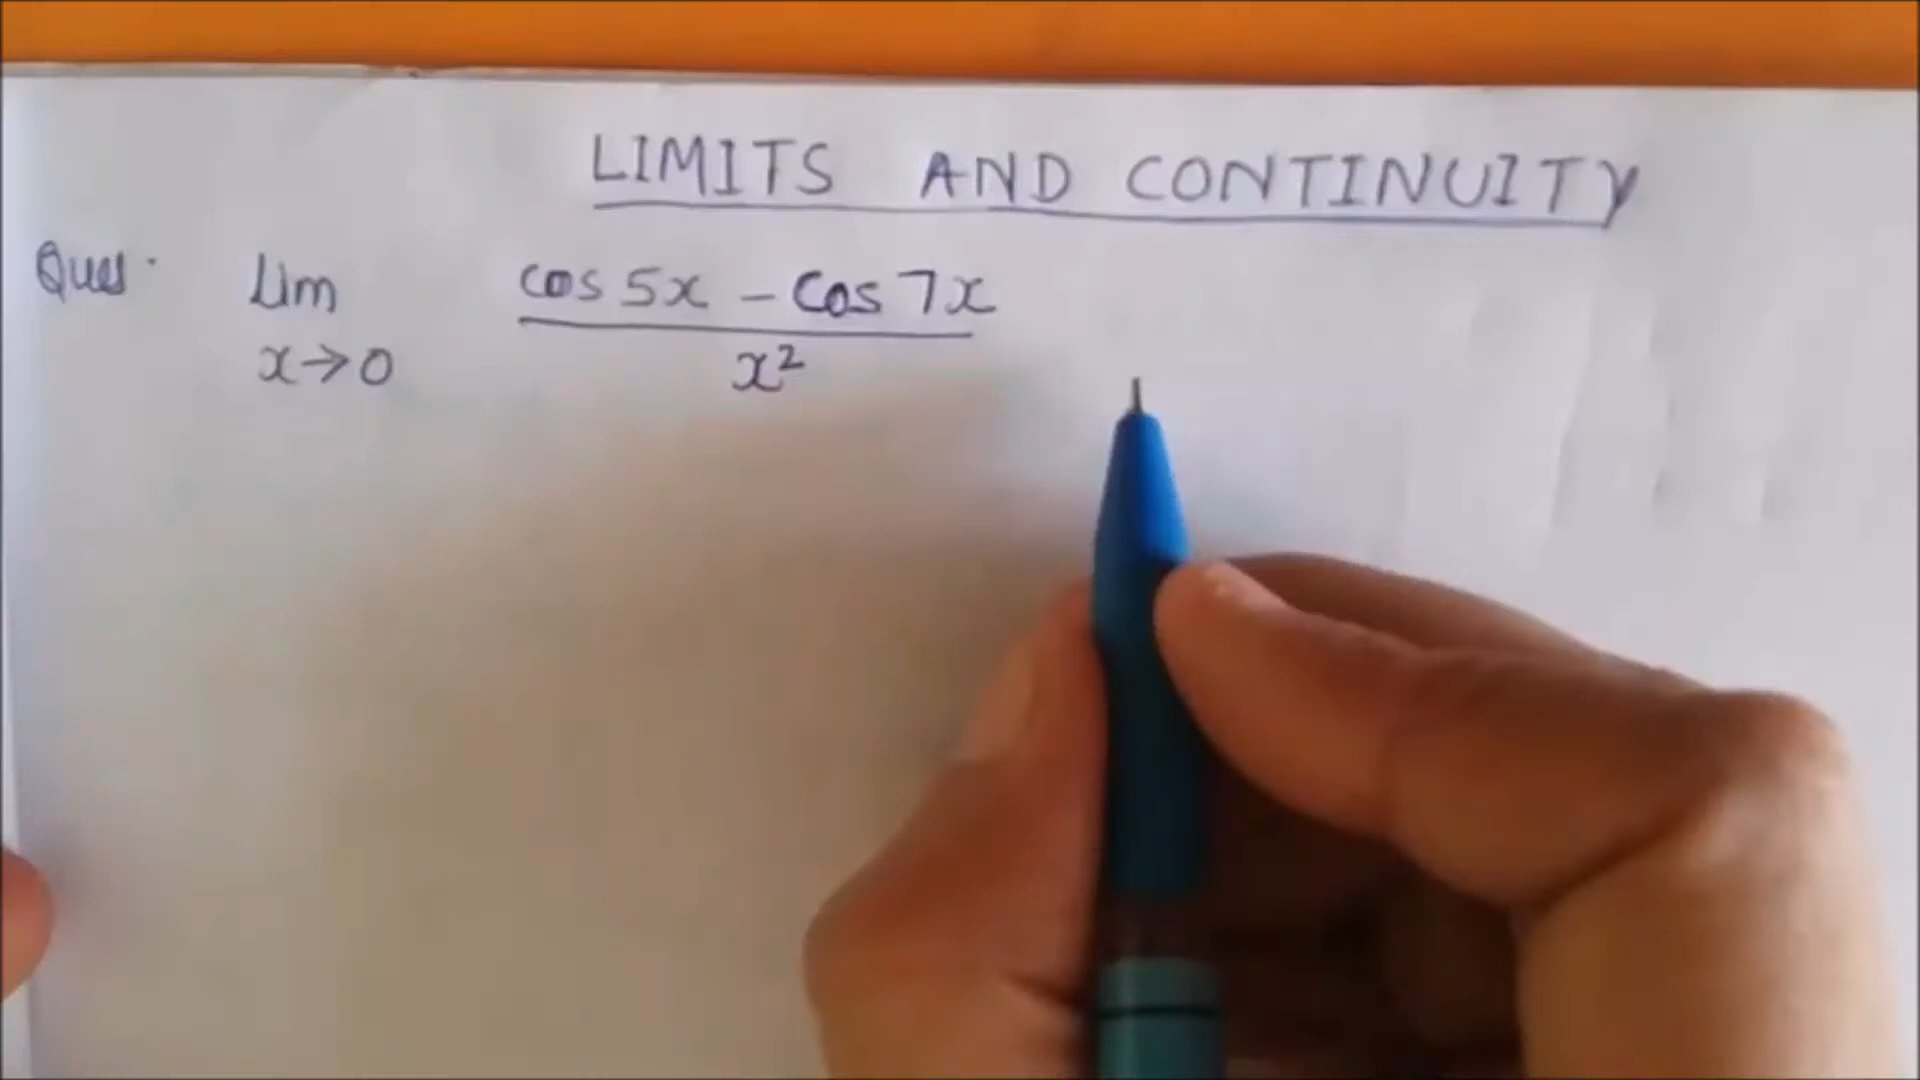 LIMITS AND CONTINUITY
Ques. Lim cos 5x - cos 7x
x→0 x²